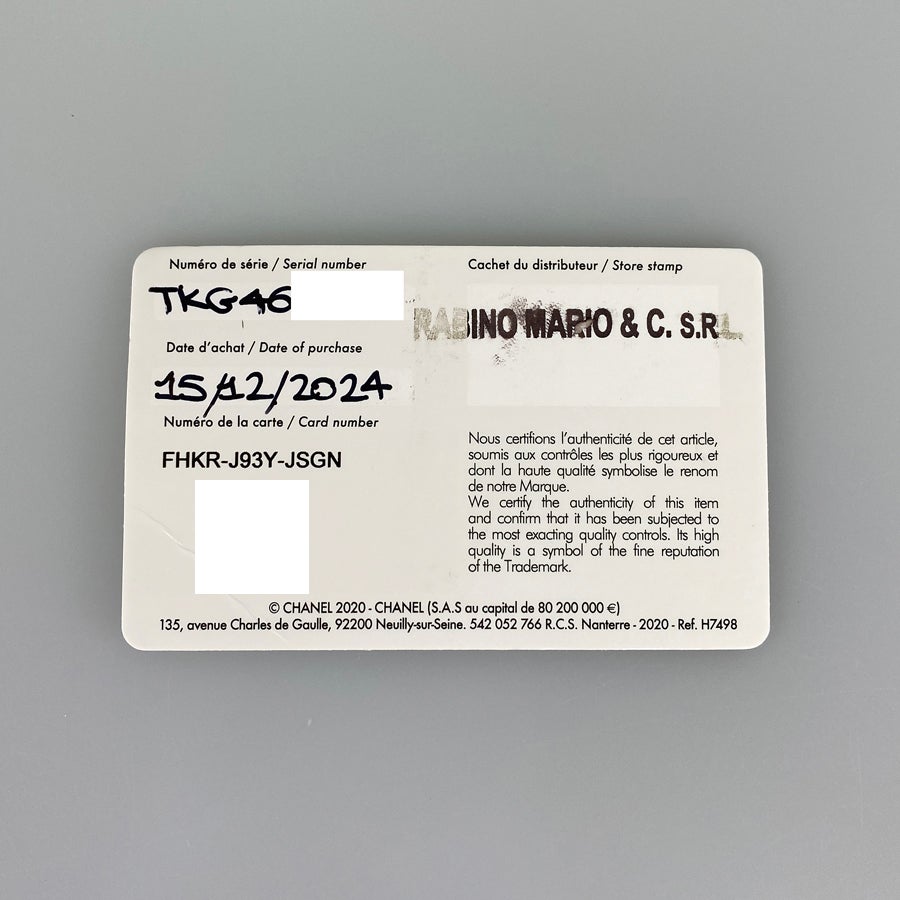 Numéro de série / Serial number
TKG46
Date d'achat / Date of purchase
15/12/2024
Numéro de la carte / Card number
FHKR-J93Y-JSGN
Cachet du distributeur / Store stamp
RABINO MARIO & C. S.R.L.
Nous certifions l'authenticité de cet article,
soumis aux contrôles les plus rigoureux et
dont la haute qualité symbolise le renom
de notre Marque.
We certify the authenticity of this item
and confirm that it has been subjected to
the most exacting quality controls. Its high
quality is a symbol of the fine reputation
of the Trademark.
© CHANEL 2020 - CHANEL (S.A.S au capital de 80 200 000 €)
135, avenue Charles de Gaulle, 92200 Neuilly-sur-Seine. 542 052 766 R.C.S. Nanterre - 2020 - Ref. H7498